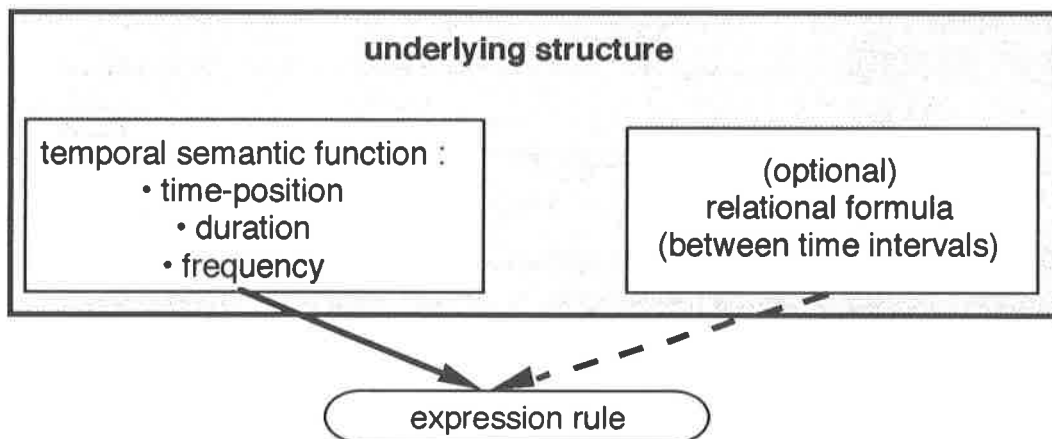 underlying structure
temporal semantic function :
• time-position
• duration
• frequency
(optional)
relational formula
(between time intervals)
expression rule